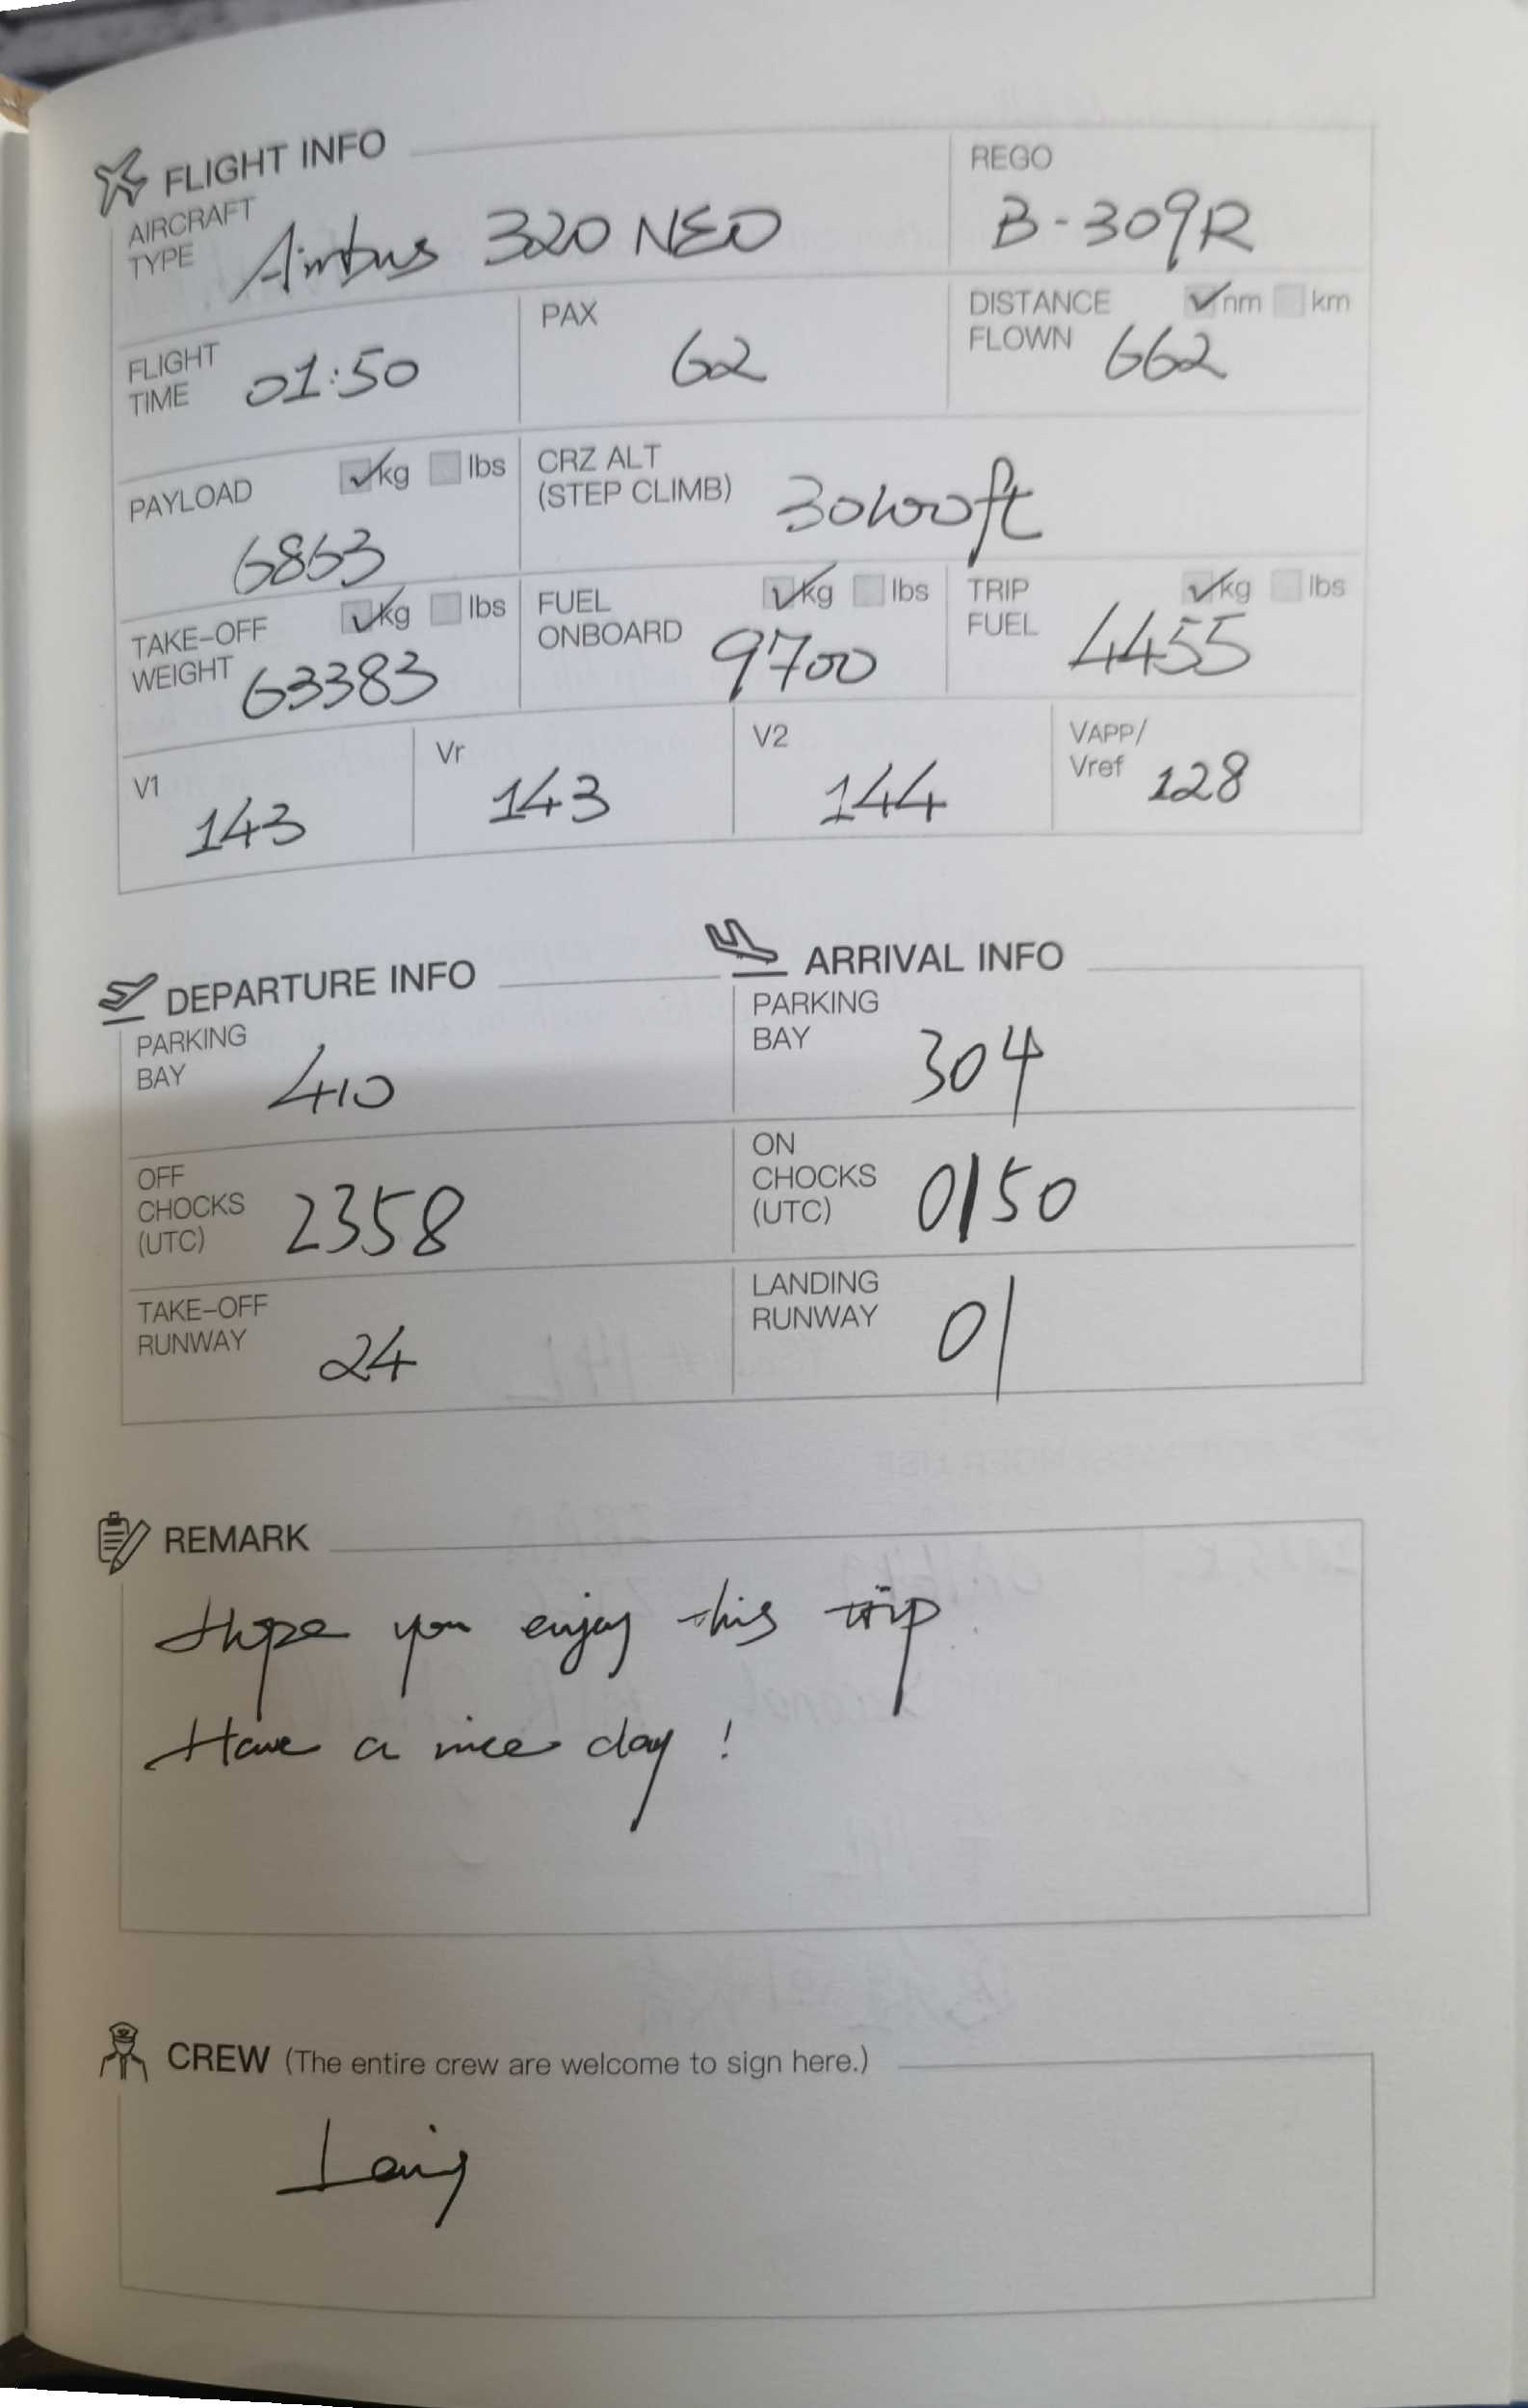 FLIGHT INFO
AIRCRAFT TYPE Airbus 320 NEO
REGO B-309R
FLIGHT TIME 01:50
PAX 62
DISTANCE FLOWN ✓nm km 662
PAYLOAD ✓kg lbs 6863
CRZ ALT (STEP CLIMB) 30100ft
TAKE-OFF WEIGHT ✓kg lbs 63383
FUEL ONBOARD ✓kg lbs 9700
TRIP FUEL ✓kg lbs 4455
V1 143
Vr 143
V2 144
VAPP/ Vref 128
DEPARTURE INFO
PARKING BAY 410
OFF CHOCKS (UTC) 2358
TAKE-OFF RUNWAY 24
ARRIVAL INFO
PARKING BAY 304
ON CHOCKS (UTC) 0150
LANDING RUNWAY 01
REMARK
Hope you enjoy this trip.
Have a nice day!
CREW (The entire crew are welcome to sign here.)